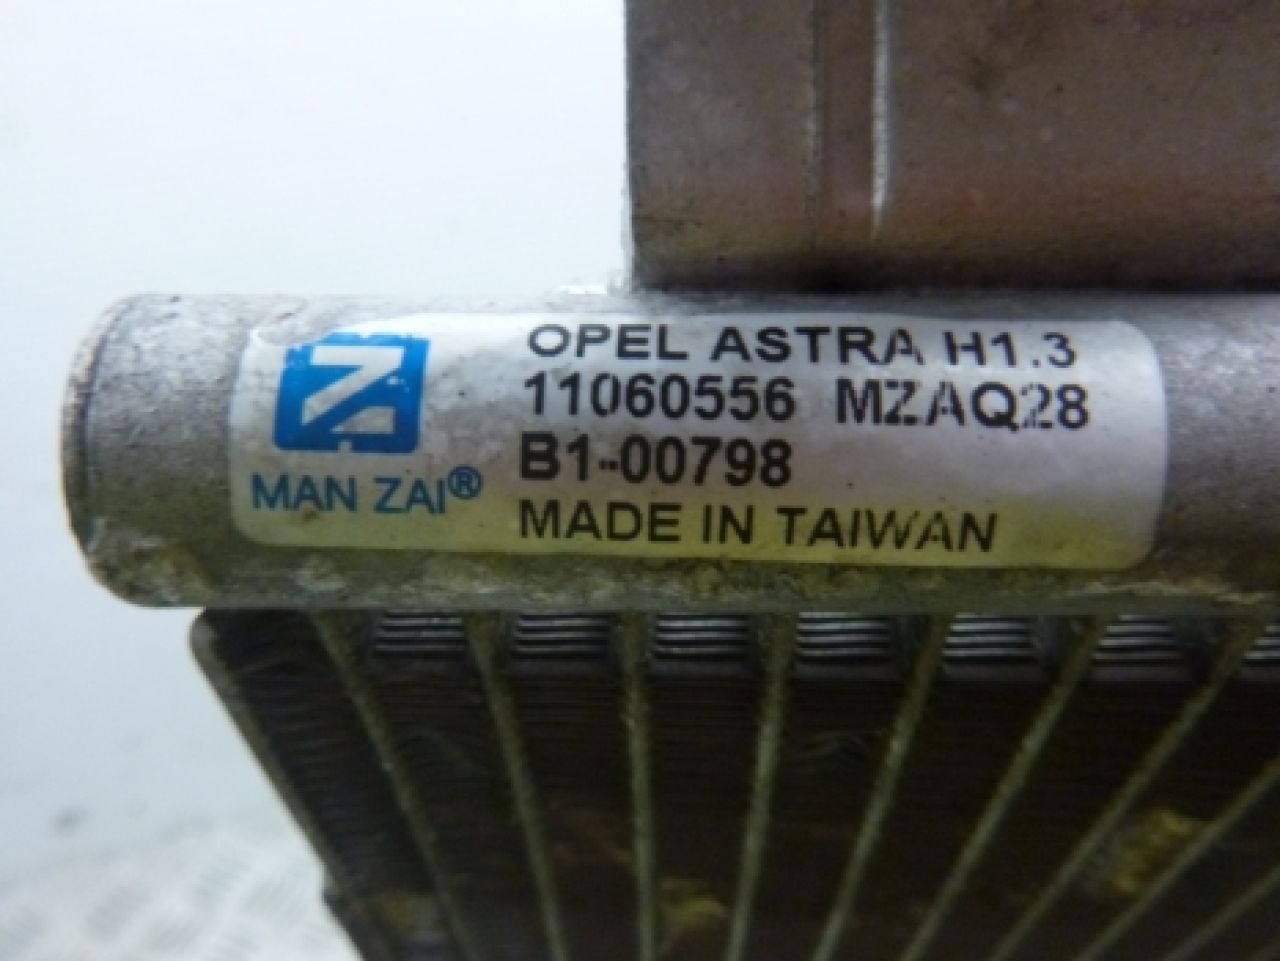 OPEL ASTRA H1.3
11060556 MZAQ28
B1-00798
MADE IN TAIWAN
MAN ZAI®